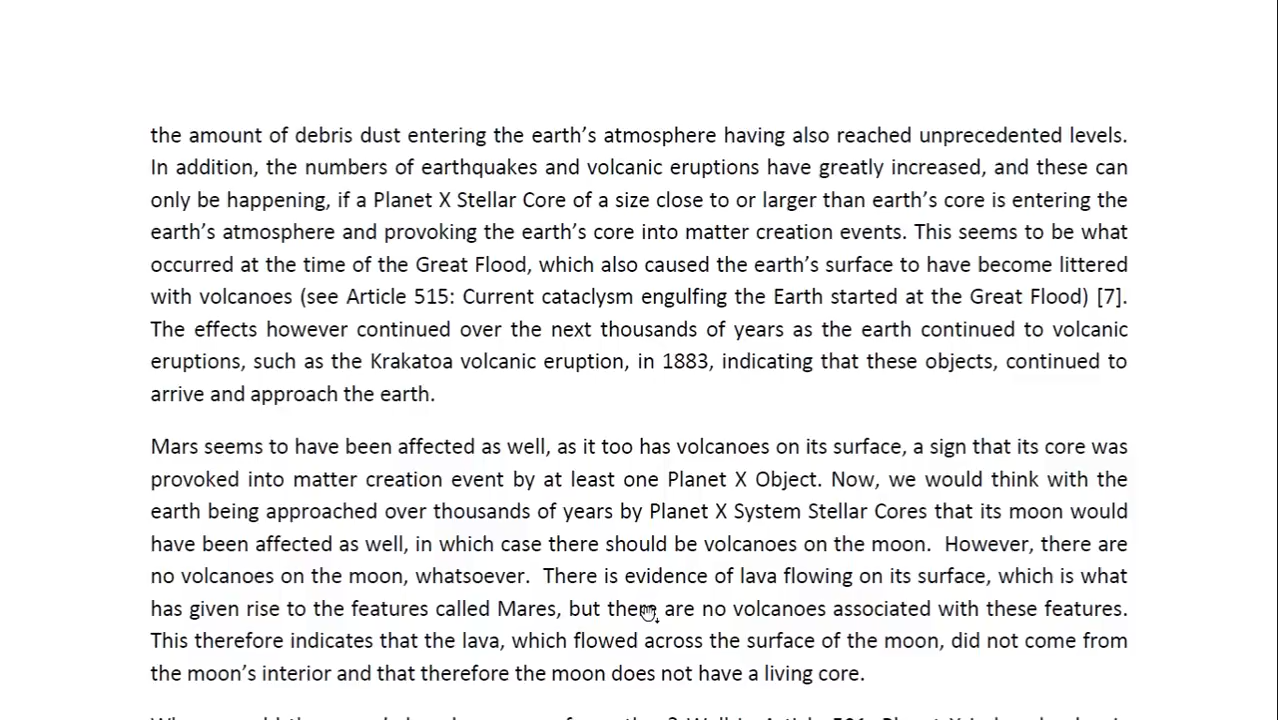 the amount of debris dust entering the earth’s atmosphere having also reached unprecedented levels.
In addition, the numbers of earthquakes and volcanic eruptions have greatly increased, and these can
only be happening, if a Planet X Stellar Core of a size close to or larger than earth’s core is entering the
earth’s atmosphere and provoking the earth’s core into matter creation events. This seems to be what
occurred at the time of the Great Flood, which also caused the earth’s surface to have become littered
with volcanoes (see Article 515: Current cataclysm engulfing the Earth started at the Great Flood) [7].
The effects however continued over the next thousands of years as the earth continued to volcanic
eruptions, such as the Krakatoa volcanic eruption, in 1883, indicating that these objects, continued to
arrive and approach the earth.
Mars seems to have been affected as well, as it too has volcanoes on its surface, a sign that its core was
provoked into matter creation event by at least one Planet X Object. Now, we would think with the
earth being approached over thousands of years by Planet X System Stellar Cores that its moon would
have been affected as well, in which case there should be volcanoes on the moon. However, there are
no volcanoes on the moon, whatsoever. There is evidence of lava flowing on its surface, which is what
has given rise to the features called Mares, but there are no volcanoes associated with these features.
This therefore indicates that the lava, which flowed across the surface of the moon, did not come from
the moon’s interior and that therefore the moon does not have a living core.